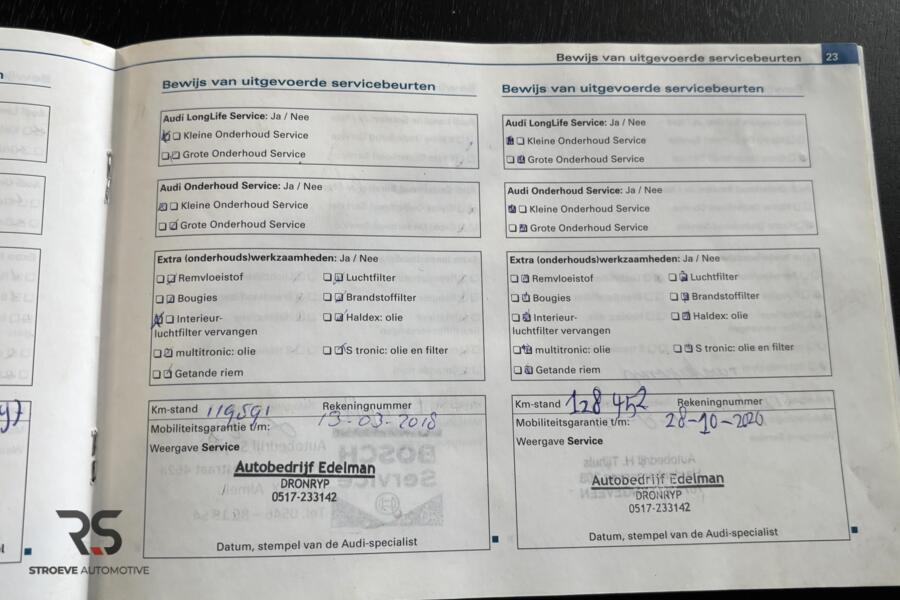 Bewijs van uitgevoerde servicebeurten 23
Bewijs van uitgevoerde servicebeurten
Audi LongLife Service: Ja / Nee
Kleine Onderhoud Service
Grote Onderhoud Service
Audi Onderhoud Service: Ja / Nee
Kleine Onderhoud Service
Grote Onderhoud Service
Extra (onderhouds)werkzaamheden: Ja / Nee
Remvloeistof Luchtfilter
Bougies Brandstoffilter
Interieur- Haldex: olie
luchtfilter vervangen
multitronic: olie S tronic: olie en filter
Getande riem
Km-stand 119591 Rekeningnummer
Mobiliteitsgarantie t/m: 13-03-2018
Weergave Service
Autobedrijf Edelman
DRONRYP
0517-233142
Datum, stempel van de Audi-specialist
Bewijs van uitgevoerde servicebeurten
Audi LongLife Service: Ja / Nee
Kleine Onderhoud Service
Grote Onderhoud Service
Audi Onderhoud Service: Ja / Nee
Kleine Onderhoud Service
Grote Onderhoud Service
Extra (onderhouds)werkzaamheden: Ja / Nee
Remvloeistof Luchtfilter
Bougies Brandstoffilter
Interieur- Haldex: olie
luchtfilter vervangen
multitronic: olie S tronic: olie en filter
Getande riem
Km-stand 128 452 Rekeningnummer
Mobiliteitsgarantie t/m: 28-10-2020
Weergave Service
Autobedrijf Edelman
DRONRYP
0517-233142
Datum, stempel van de Audi-specialist
RS
STROEVE AUTOMOTIVE